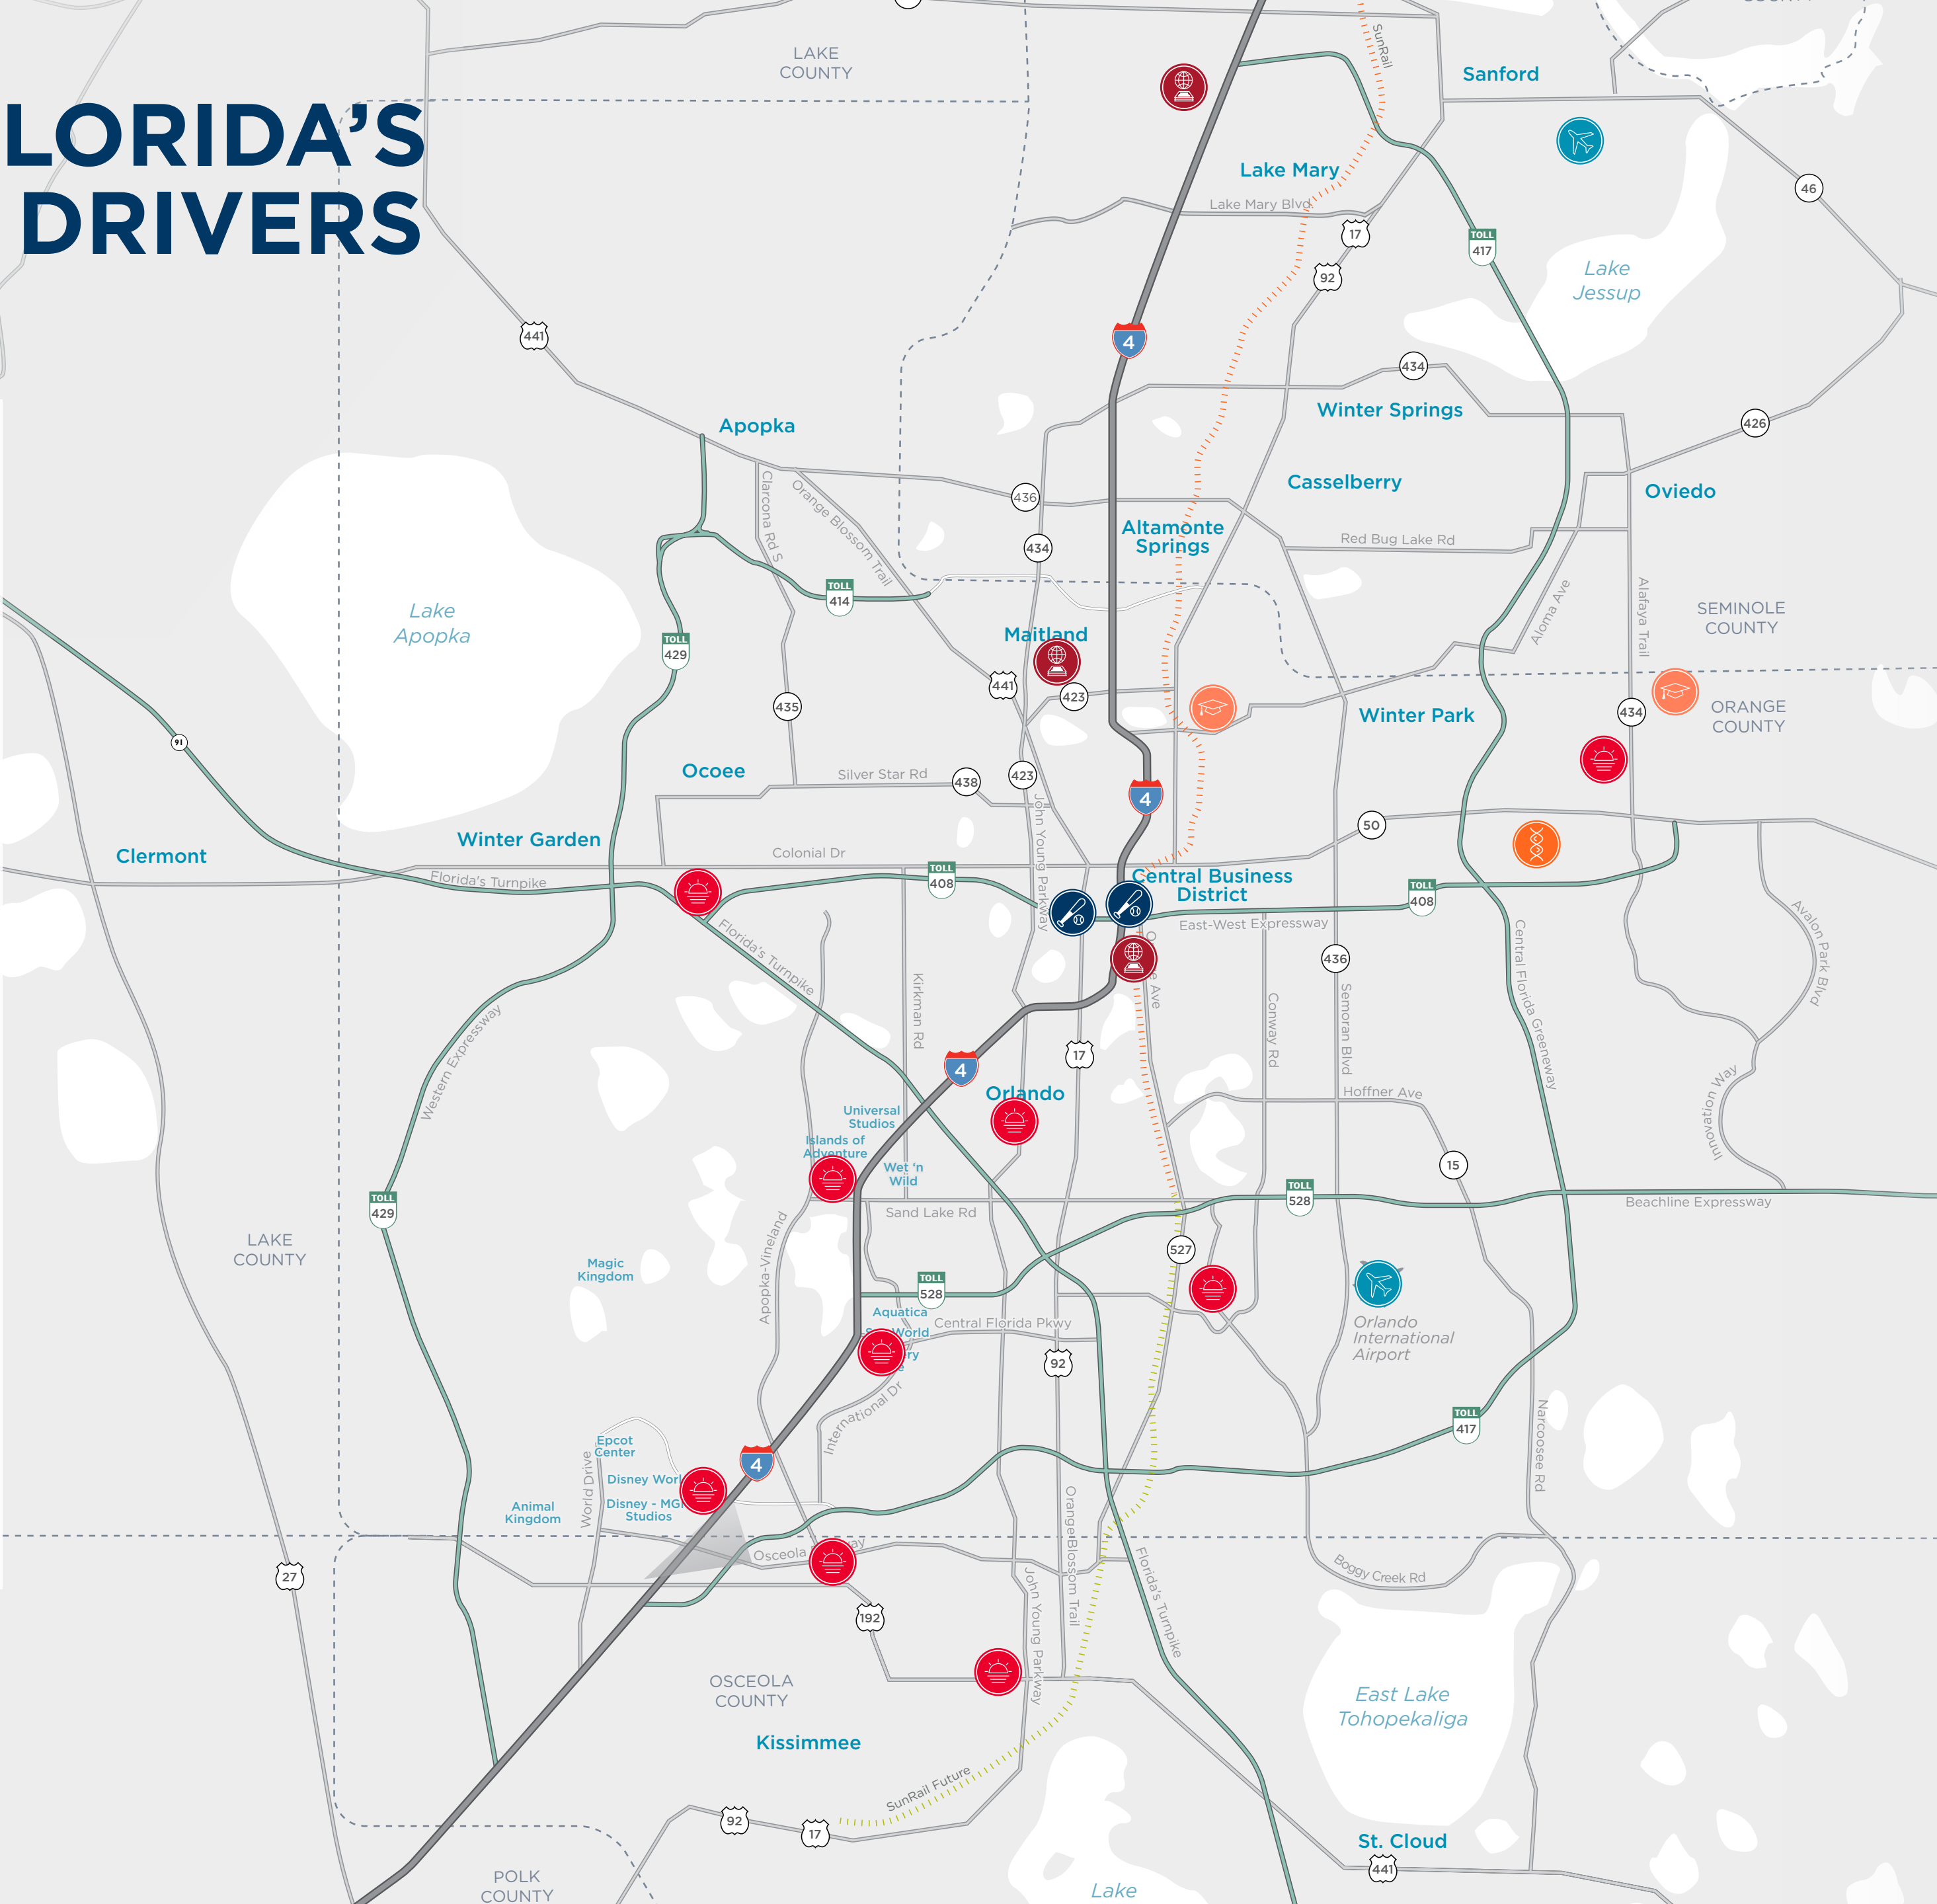 LORIDA'S
DRIVERS
LAKE
COUNTY
SunRail
Sanford
46
Lake Mary
Lake Mary Blvd.
17
TOLL
417
92
Lake
Jessup
441
4
434
Winter Springs
426
Apopka
Casselberry
Oviedo
436
Clarcona Rd S
Orange Blossom Trail
Altamonte
Springs
434
Red Bug Lake Rd
TOLL
414
Lake
Apopka
Aloma Ave
Alafaya Trail
SEMINOLE
COUNTY
TOLL
429
Maitland
441
423
435
Winter Park
434
ORANGE
COUNTY
91
Ocoee
Silver Star Rd
438
423
4
John Young Parkway
50
Winter Garden
Clermont
Colonial Dr
Florida's Turnpike
TOLL
408
Central Business
District
TOLL
408
East-West Expressway
Florida's Turnpike
Central Florida Greeneway
Avalon Park Blvd
436
Kirkman Rd
Ave
Conway Rd
Semoran Blvd
Western Expressway
17
4
Orlando
Hoffner Ave
Innovation Way
Universal
Studios
Islands of
Adventure
Wet 'n
Wild
15
TOLL
429
Sand Lake Rd
TOLL
528
Beachline Expressway
LAKE
COUNTY
Apopka-Vineland
527
Magic
Kingdom
TOLL
528
Aquatica
World
Central Florida Pkwy
Orlando
International
Airport
92
International Dr
TOLL
417
Narcoossee Rd
Epcot
Center
4
World Drive
Disney Worl
Disney - MG
Studios
Animal
Kingdom
Orange Blossom Trail
Osceola
Florida's Turnpike
Boggy Creek Rd
27
192
John Young Parkway
OSCEOLA
COUNTY
East Lake
Tohopekaliga
Kissimmee
SunRail Future
92
17
St. Cloud
441
POLK
COUNTY
Lake